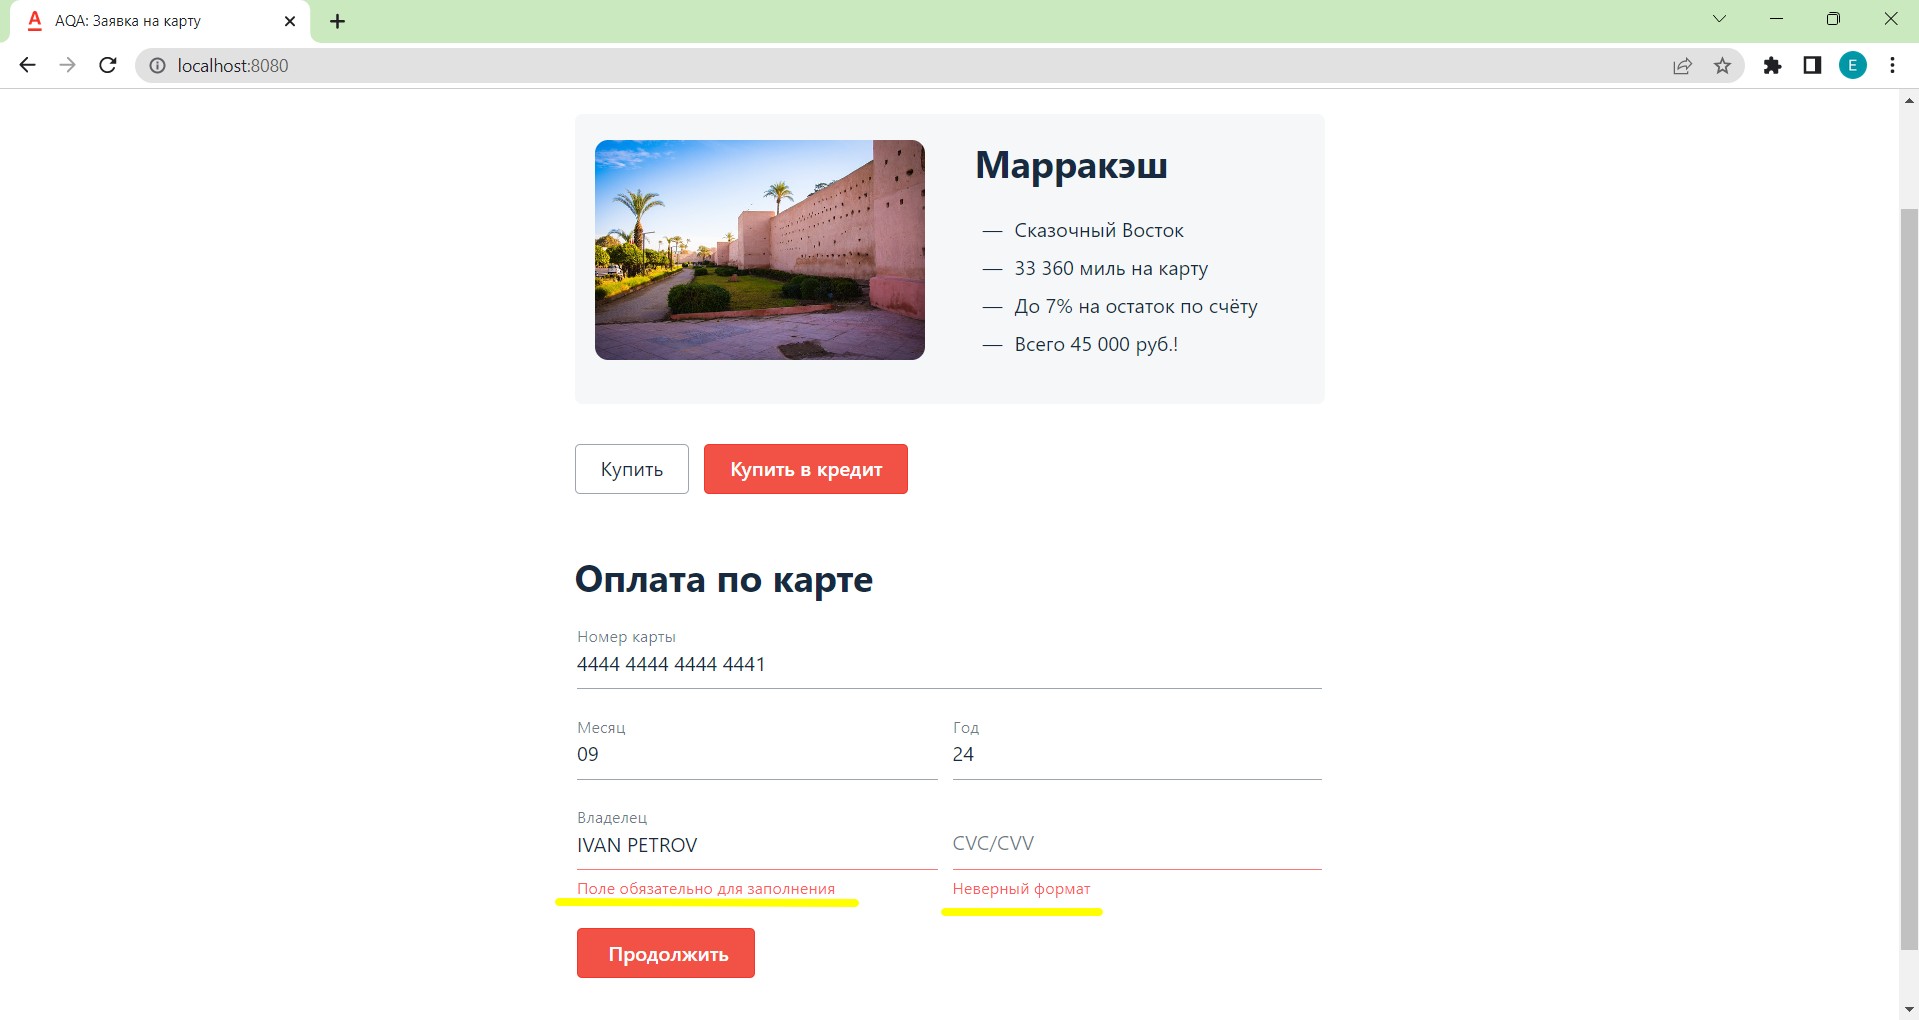 AQA: Заявка на карту
localhost:8080
E
Марракэш
— Сказочный Восток
— 33 360 миль на карту
— До 7% на остаток по счёту
— Всего 45 000 руб.!
Купить
Купить в кредит
Оплата по карте
Номер карты
4444 4444 4444 4441
Месяц
Год
09
24
Владелец
IVAN PETROV
CVC/CVV
Поле обязательно для заполнения
Неверный формат
Продолжить